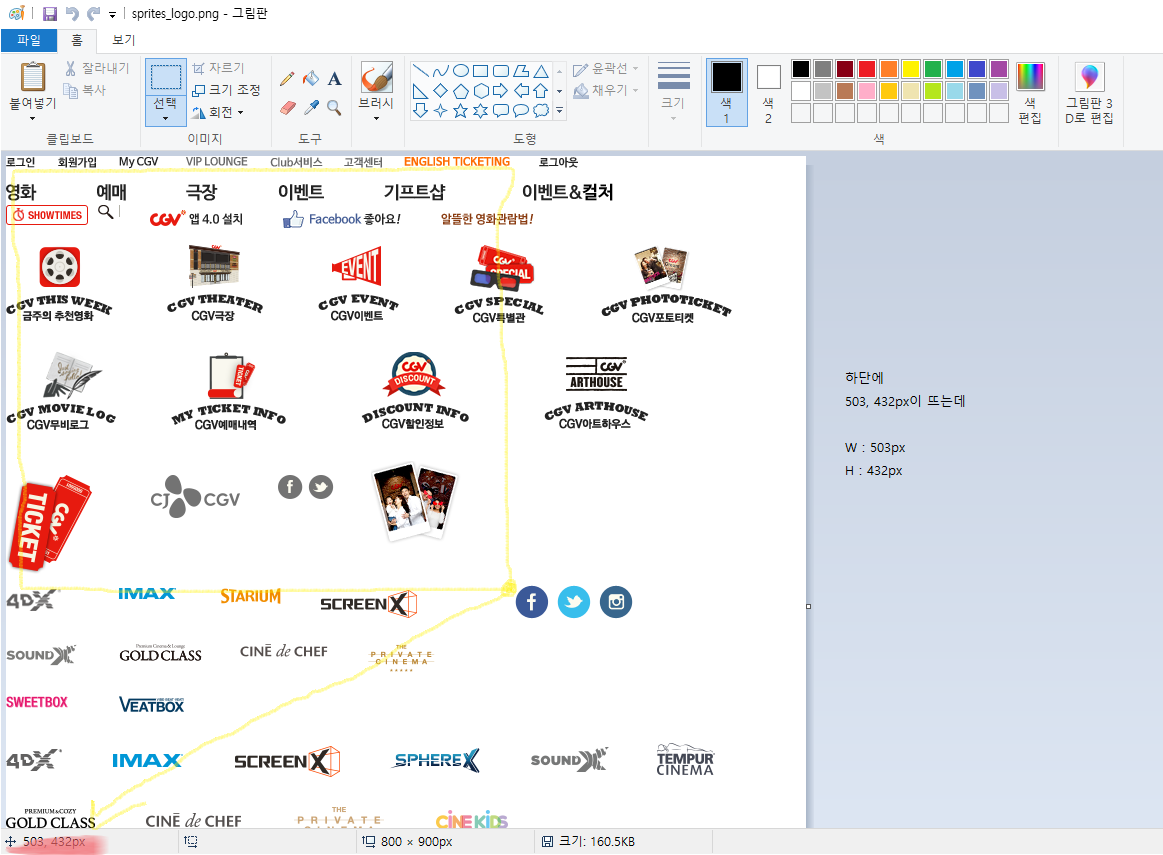 sprites_logo.png - 그림판
파일 홈 보기
붙여넣기
잘라내기
복사
클립보드
선택
자르기
크기 조정
회전
이미지
A
도구
브러시
윤곽선
채우기
도형
크기
색
1
색
2
색
편집
색
그림판 3
D로 편집
로그인 회원가입 My CGV VIP LOUNGE Club서비스 고객센터 ENGLISH TICKETING 로그아웃
영화 예매 극장 이벤트 기프트샵 이벤트&컬처
SHOWTIMES CGV 앱 4.0 설치 Facebook 좋아요! 알뜰한 영화관람법!
EVENT
CGV SPECIAL
CGV THIS WEEK CGV THEATER CGV EVENT CGV SPECIAL CGV PHOTOTICKET
금주의 추천영화 CGV극장 CGV이벤트 CGV특별관 CGV포토티켓
TICKET
CGV DISCOUNT
CGV ARTHOUSE
CGV MOVIE LOG MY TICKET INFO DISCOUNT INFO CGV ARTHOUSE
CGV무비로그 CGV예매내역 CGV할인정보 CGV아트하우스
TICKET CGV
CJ CGV
f
4DX IMAX STARIUM SCREENX
f
SOUNDX
Premium Cinema & Lounge
GOLD CLASS
CINÉ de CHEF
THE
PRIVATE
CINEMA
SWEETBOX VEATBOX
4DX IMAX SCREENX SPHEREX SOUNDX TEMPUR
CINEMA
PREMIUM&COZY
GOLD CLASS
CINÉ de CHEF
THE
PRIVATE
CINEMA
CINE KIDS
하단에
503, 432px이 뜨는데
W : 503px
H : 432px
503, 432px 800 × 900px 크기: 160.5KB